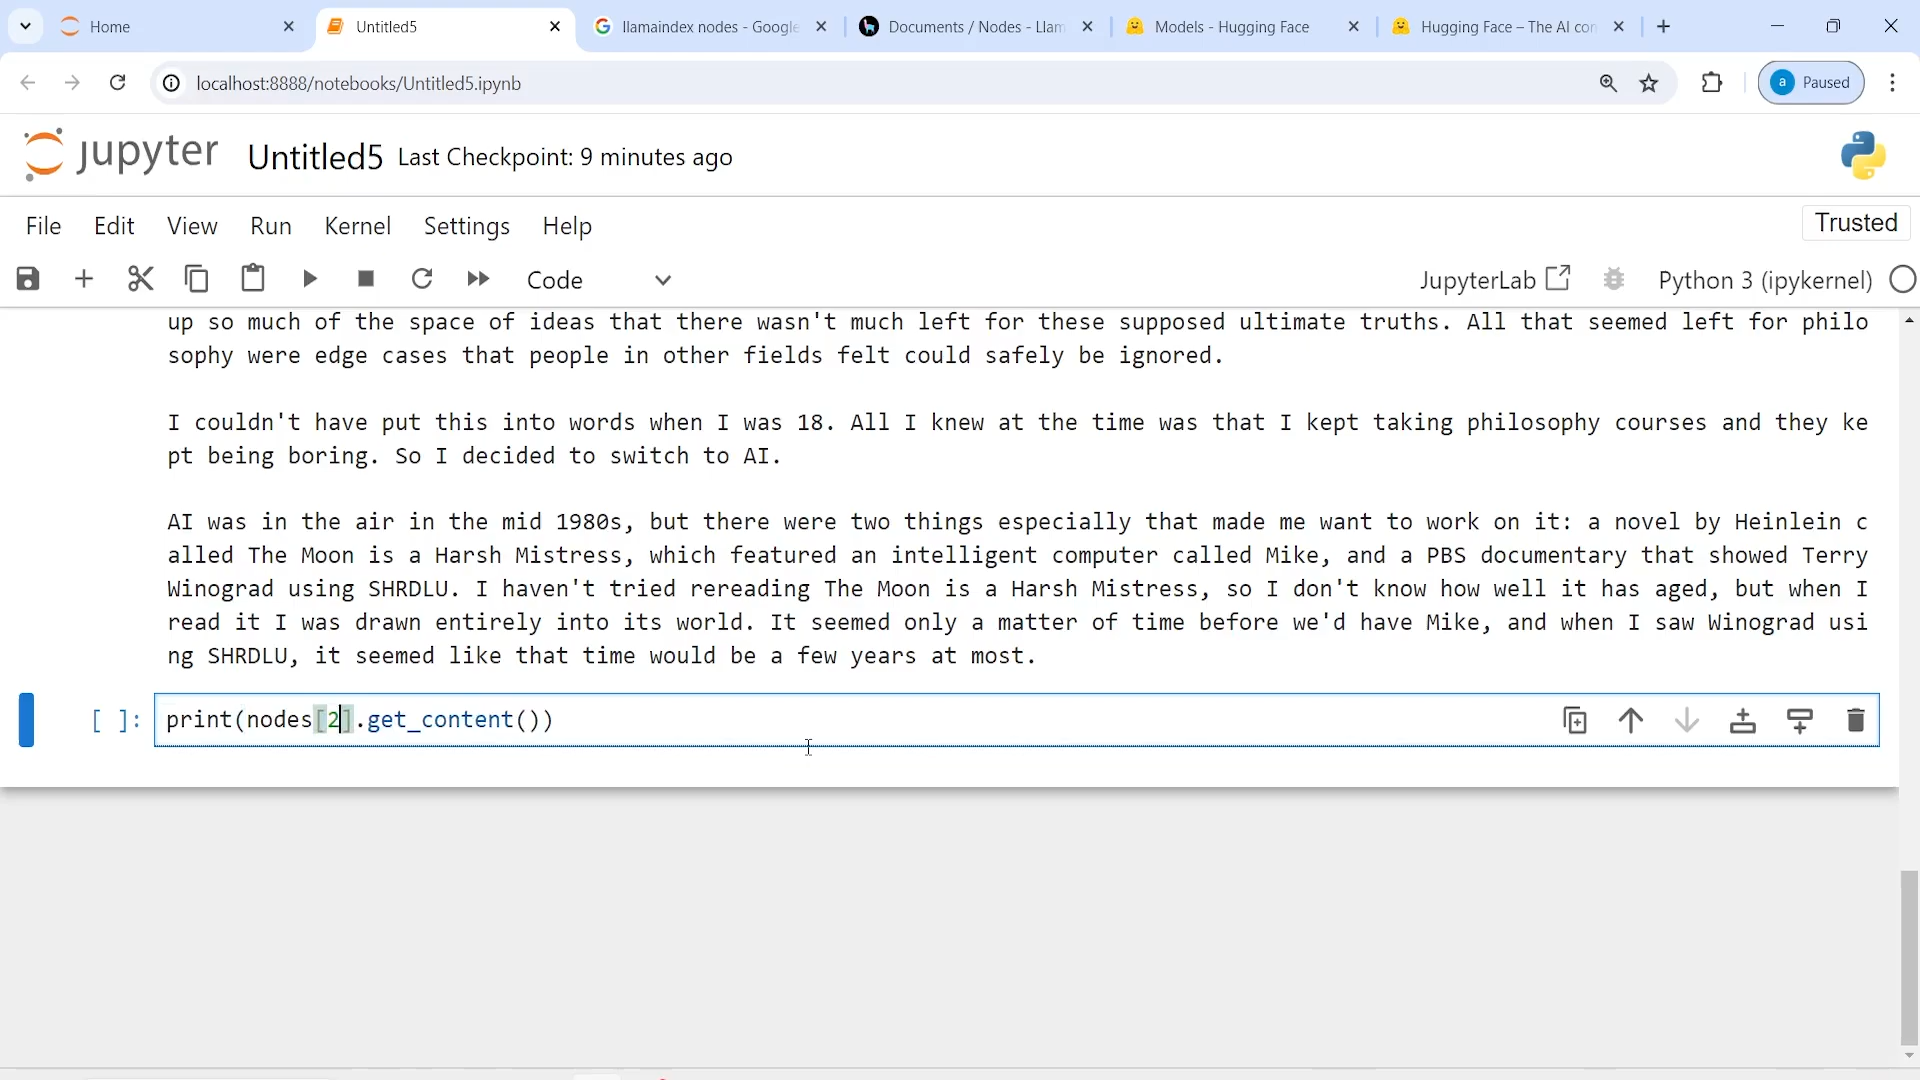 Home
Untitled5
llamaindex nodes - Google
Documents / Nodes - Llam
Models - Hugging Face
Hugging Face – The AI con
localhost:8888/notebooks/Untitled5.ipynb
a Paused
jupyter Untitled5 Last Checkpoint: 9 minutes ago
File Edit View Run Kernel Settings Help
Trusted
Code
JupyterLab
Python 3 (ipykernel)
up so much of the space of ideas that there wasn't much left for these supposed ultimate truths. All that seemed left for philo
sophy were edge cases that people in other fields felt could safely be ignored.
I couldn't have put this into words when I was 18. All I knew at the time was that I kept taking philosophy courses and they ke
pt being boring. So I decided to switch to AI.
AI was in the air in the mid 1980s, but there were two things especially that made me want to work on it: a novel by Heinlein c
alled The Moon is a Harsh Mistress, which featured an intelligent computer called Mike, and a PBS documentary that showed Terry
Winograd using SHRDLU. I haven't tried rereading The Moon is a Harsh Mistress, so I don't know how well it has aged, but when I
read it I was drawn entirely into its world. It seemed only a matter of time before we'd have Mike, and when I saw Winograd usi
ng SHRDLU, it seemed like that time would be a few years at most.
[ ]: print(nodes[2].get_content())